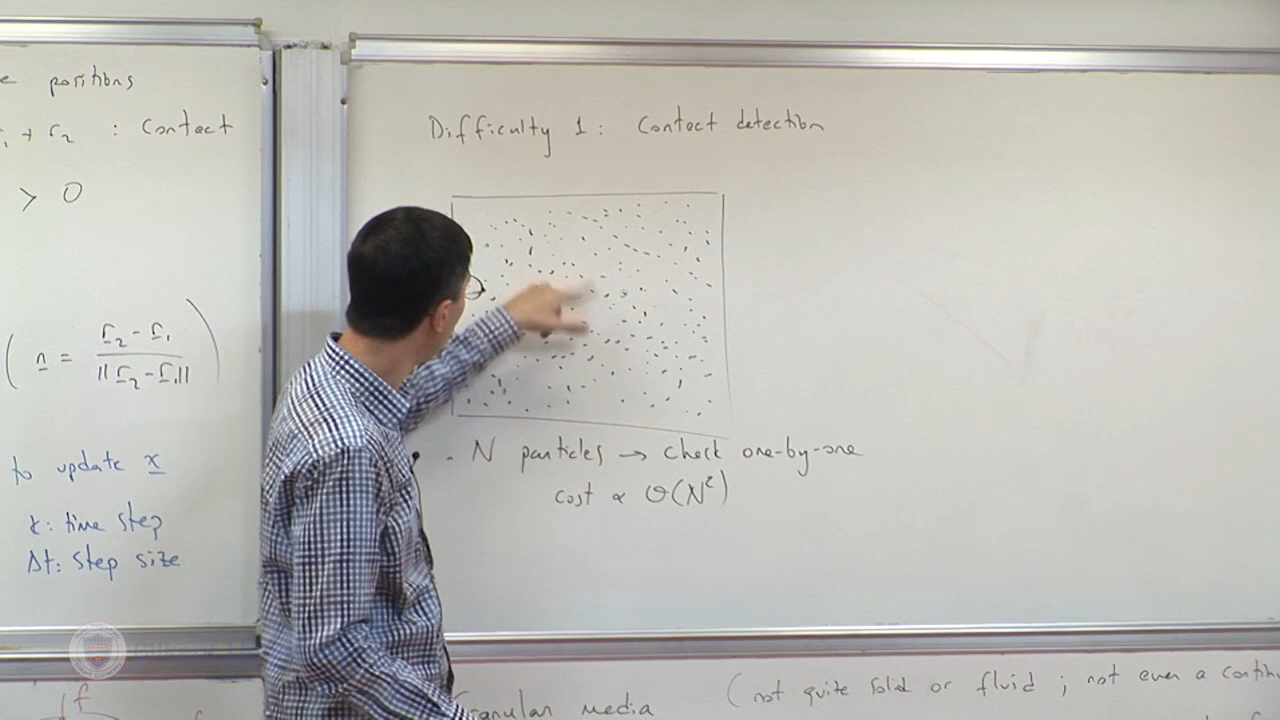 positions
+ r₂ : Contact
> 0
( n = r₂ - r₁ / ||r₂ - r₁|| )
to update x
k: time step
Δt: step size
f
Difficulty 1: Contact detection
. N particles → check one-by-one
cost ∝ O(N²)
Granular media (not quite solid or fluid ; not even a